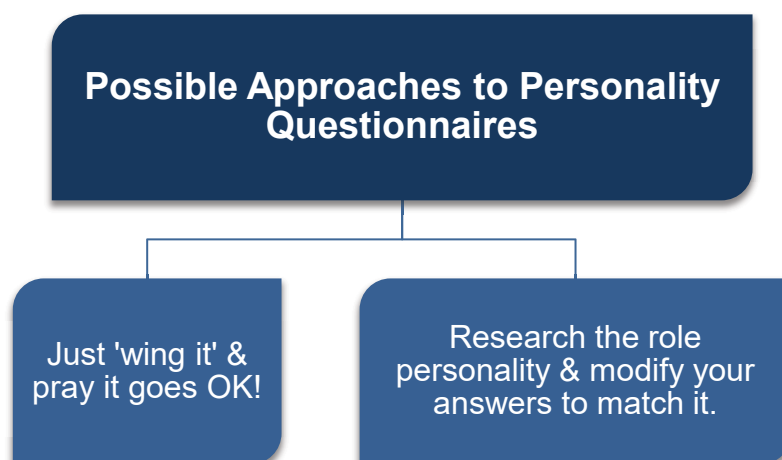 Possible Approaches to Personality
Questionnaires
Just 'wing it' &
pray it goes OK!
Research the role
personality & modify your
answers to match it.